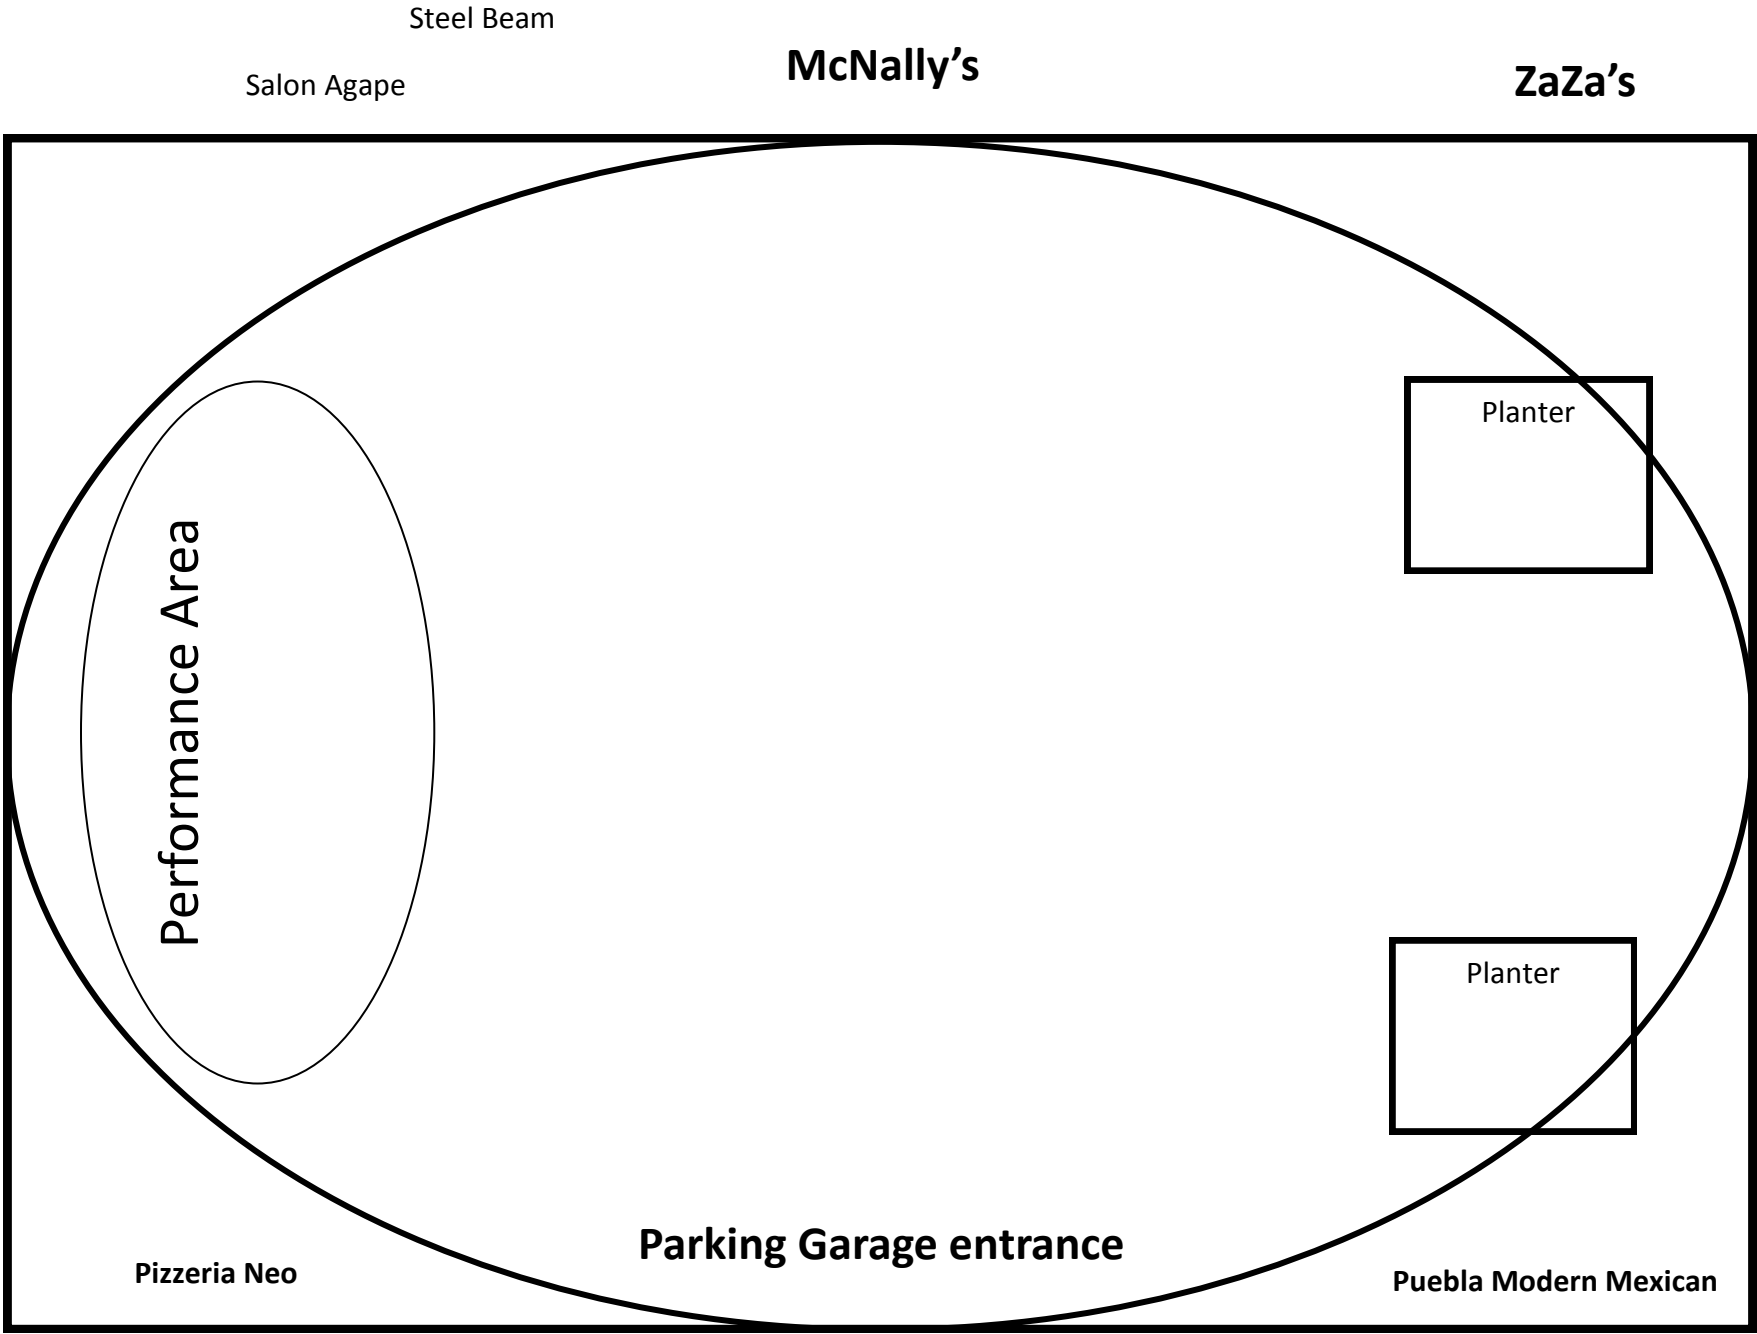 Steel Beam
McNally’s
ZaZa’s
Salon Agape
Planter
Performance Area
Planter
Parking Garage entrance
Pizzeria Neo
Puebla Modern Mexican